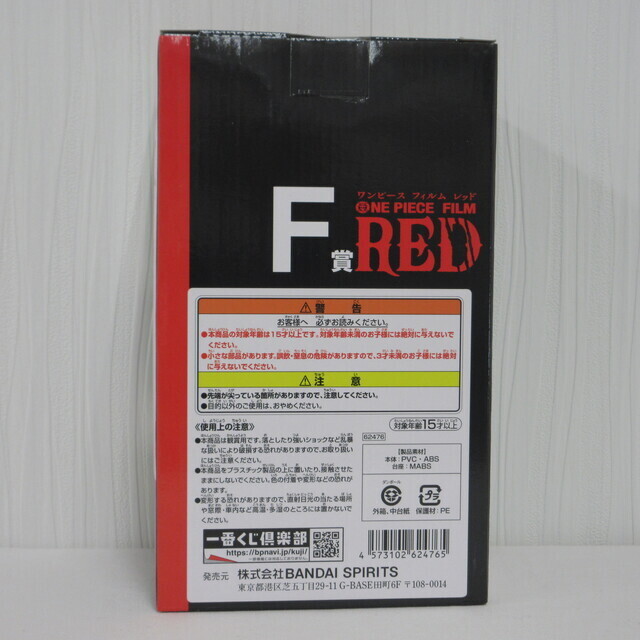 ワンピース フィルム レッド
ONE PIECE FILM
RED
F賞
警告
お客様へ 必ずお読みください。
●本商品の対象年齢は15才以上です。対象年齢未満のお子様には絶対に与えないで
ください。
●小さな部品があります。誤飲・窒息の危険がありますので、3才未満のお子様には絶対
に与えないでください。
注意
●先端が尖っている箇所がありますので、注意してください。
●目的以外のご使用は、おやめください。
《使用上の注意》
●本商品は観賞用です。落としたり強いショックなど乱暴
な扱いにより破損する恐れがあります。お取り扱い
にはご注意ください。
●本商品をプラスチック製品の上に置いたり、接触させた
ままにしないでください。色の付着や変形などの恐れが
あります。
●変形する恐れがありますので、直射日光の当たる場所
や窓際・車内など高温・多湿のところには置かないで
ください。
対象年齢15才以上
62476
【製品素材】
本体:PVC・ABS
台座:MABS
ダンボール
外箱、中台紙
プラ
保護材:PE
一番くじ倶楽部
https://bpnavi.jp/kuji/
4 573102 624765
発売元 株式会社BANDAI SPIRITS
東京都港区芝五丁目29-11 G-BASE田町6F 〒108-0014